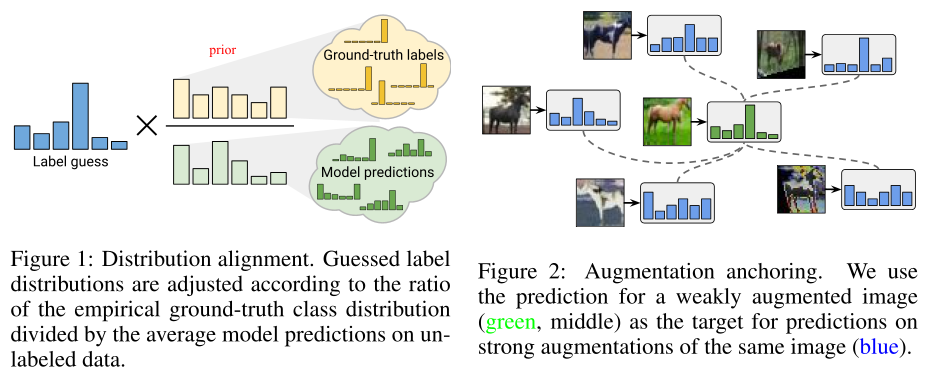 prior
Ground-truth labels
Label guess
Model predictions
Figure 1: Distribution alignment. Guessed label
distributions are adjusted according to the ratio
of the empirical ground-truth class distribution
divided by the average model predictions on un-
labeled data.
Figure 2: Augmentation anchoring. We use
the prediction for a weakly augmented image
(green, middle) as the target for predictions on
strong augmentations of the same image (blue).